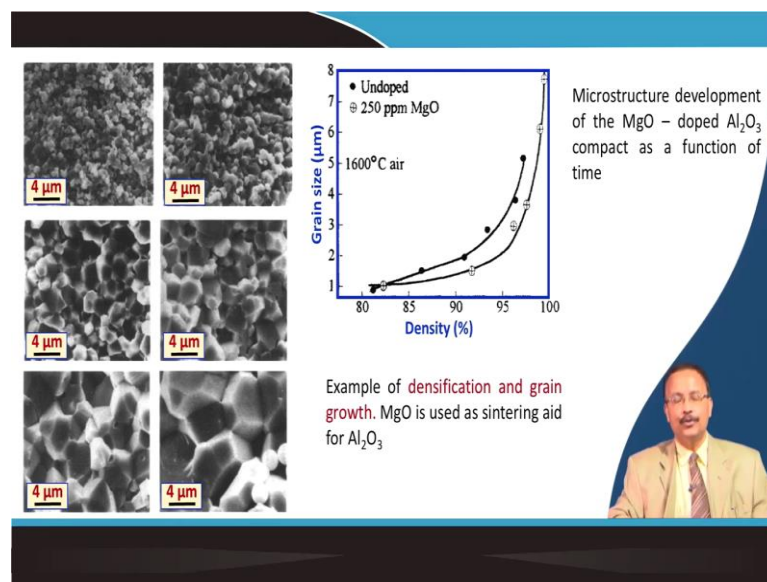 4 µm
4 µm
4 µm
4 µm
4 µm
4 µm
Grain size (µm)
8
7
6
5
4
3
2
1
Undoped
250 ppm MgO
1600°C air
80 85 90 95 100
Density (%)
Microstructure development
of the MgO – doped Al₂O₃
compact as a function of
time
Example of densification and grain
growth. MgO is used as sintering aid
for Al₂O₃